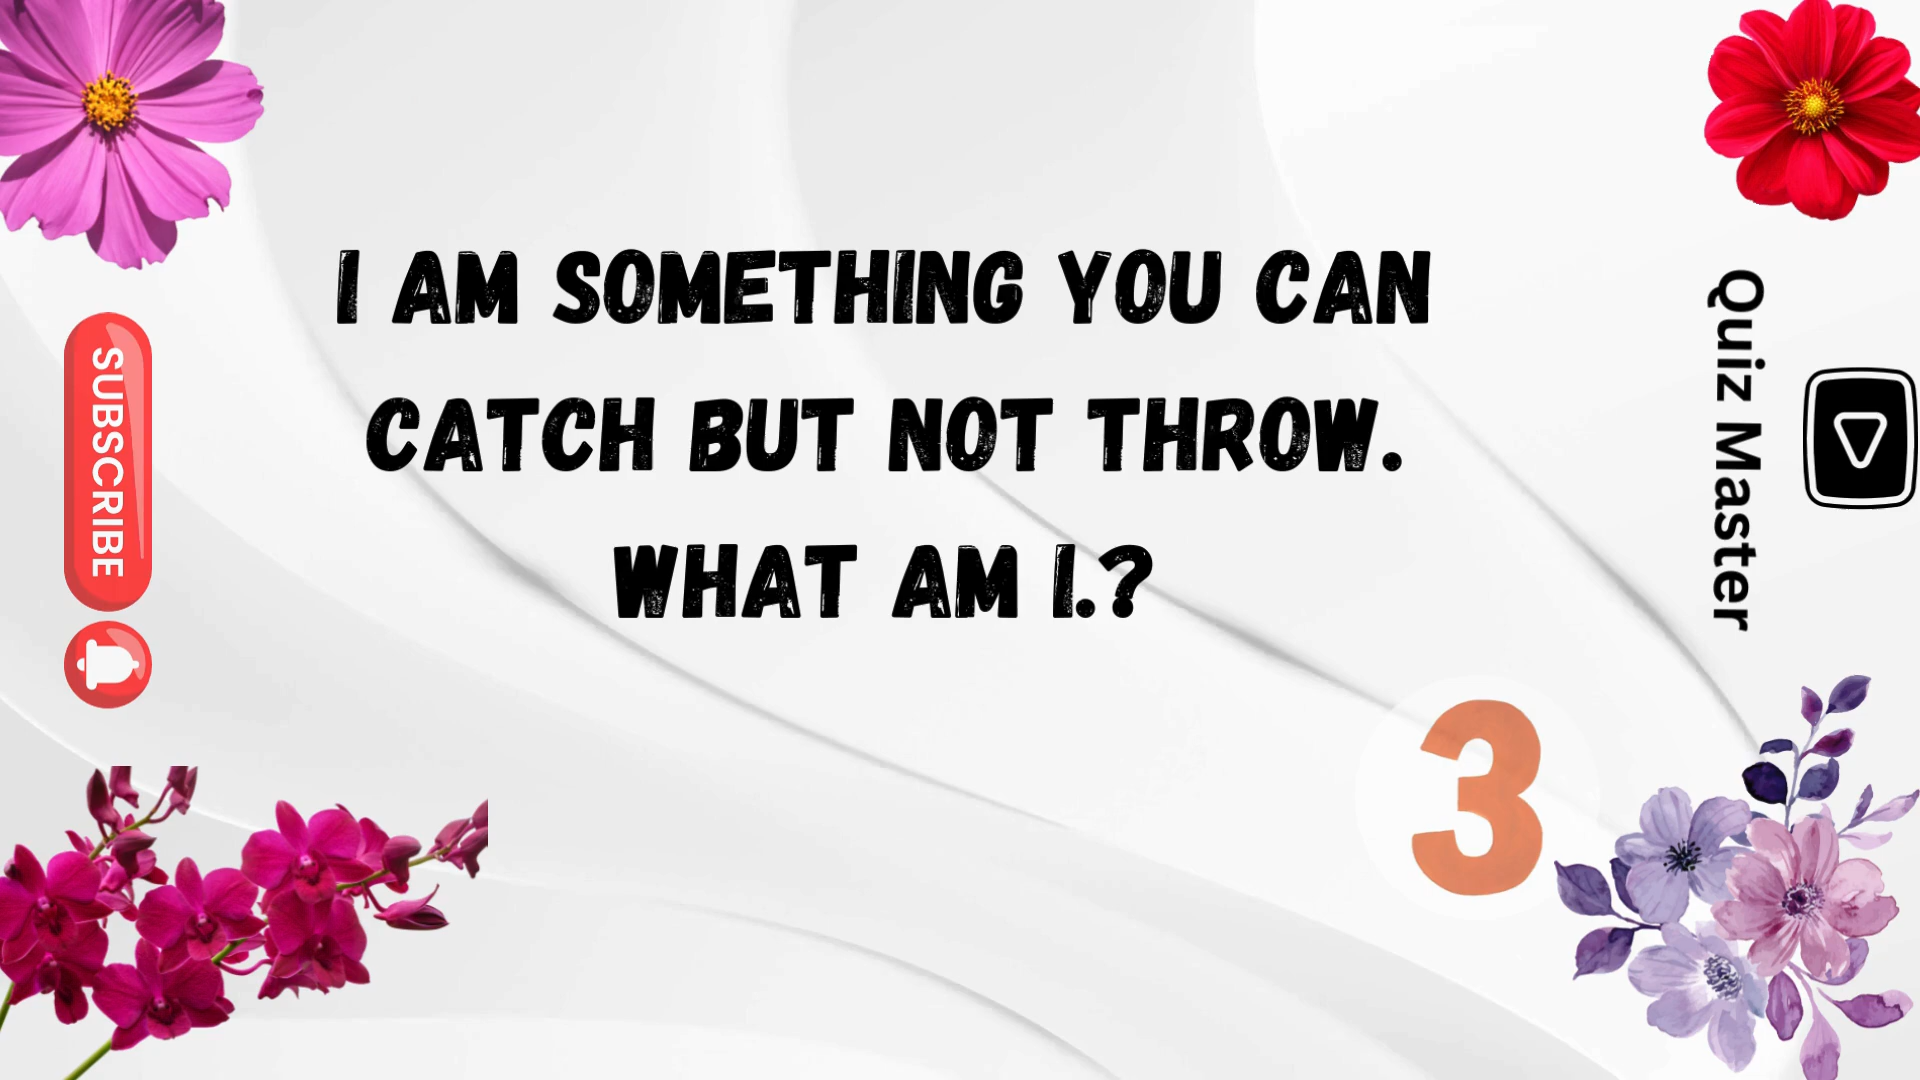 I AM SOMETHING YOU CAN
CATCH BUT NOT THROW.
WHAT AM I.?
SUBSCRIBE
Quiz Master
3